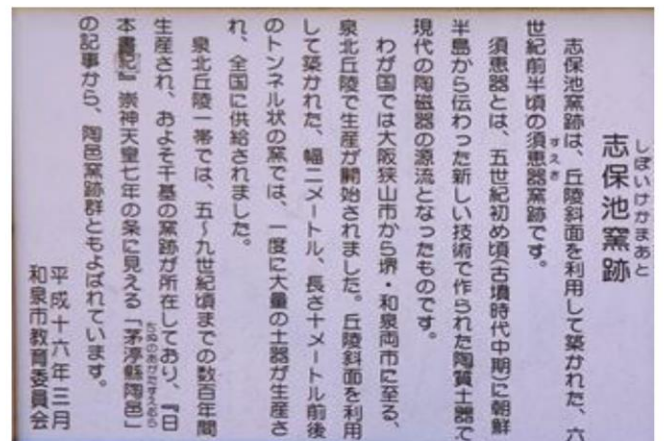 しぼいけかまあと
志保池窯跡
志保池窯跡は、丘陵斜面を利用して築かれた、六
世紀前半頃の須恵器窯跡です。
すえき
須恵器とは、五世紀初め頃(古墳時代中期)に朝鮮
半島から伝わった新しい技術で作られた陶質土器で
現代の陶磁器の源流となったものです。
わが国では大阪狭山市から堺・和泉両市に至る、
泉北丘陵で生産が開始されました。丘陵斜面を利用
して築かれた、幅二メートル、長さ十メートル前後
のトンネル状の窯では、一度に大量の土器が生産さ
れ、全国に供給されました。
泉北丘陵一帯では、五〜九世紀頃までの数百年間
生産され、およそ千基の窯跡が所在しており、『日
本書紀』崇神天皇七年の条に見える「茅渟縣陶邑」
ちぬのあがたすえむら
の記事から、陶邑窯跡群ともよばれています。
平成十六年三月
和泉市教育委員会